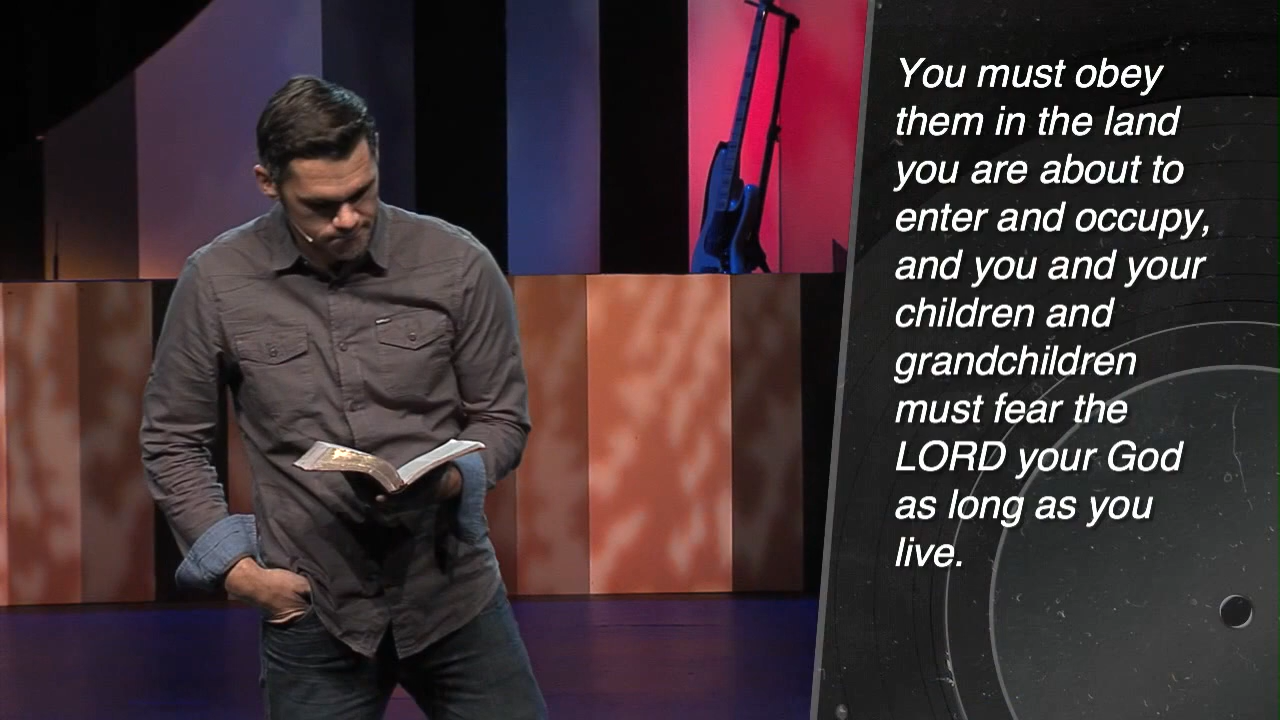 You must obey
them in the land
you are about to
enter and occupy,
and you and your
children and
grandchildren
must fear the
LORD your God
as long as you
live.